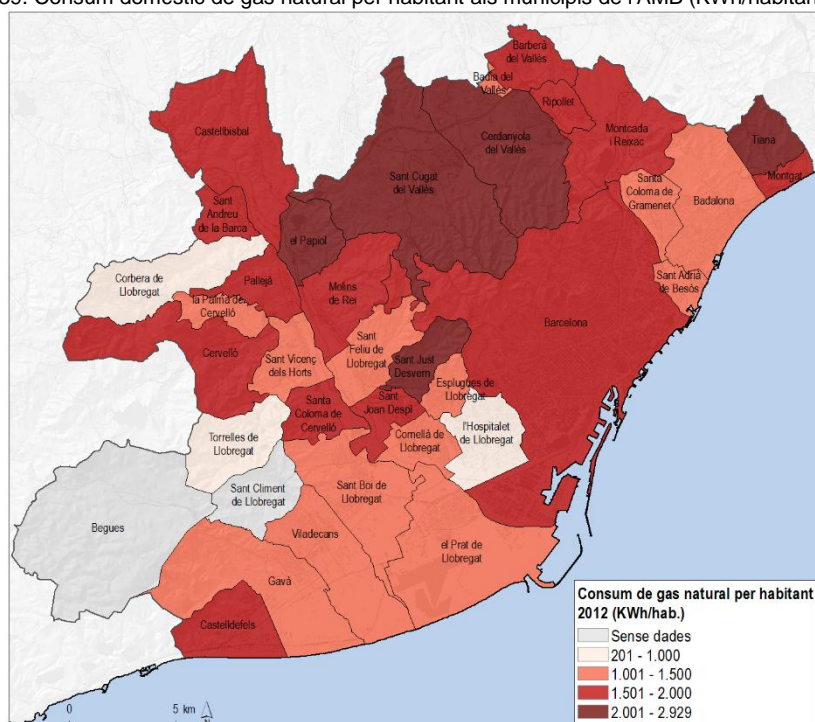 39. Consum domèstic de gas natural per habitant als municipis de l'AMB (KWh/habitant
Barberà
del Vallès
Badia del
Vallès
Ripollet
Castellbisbal
Cerdanyola
del Vallès
Montcada
i Reixac
Tiana
Montgat
Sant Cugat
del Vallès
Santa
Coloma de
Gramenet
Badalona
Sant
Andreu
de la Barca
el Papiol
Corbera de
Llobregat
Pallejà
Molins
de Rei
Sant Adrià
de Besòs
la Palma de
Cervelló
Barcelona
Cervelló
Sant Vicenç
dels Horts
Sant
Feliu de
Llobregat
Sant Just
Desvern
Esplugues de
Llobregat
Santa
Coloma de
Cervelló
Sant
Joan Despí
Torrelles de
Llobregat
Cornellà de
Llobregat
l'Hospitalet
de Llobregat
Sant Climent
de Llobregat
Sant Boi de
Llobregat
Begues
Viladecans
el Prat de
Llobregat
Gavà
Castelldefels
Consum de gas natural per habitant
2012 (KWh/hab.)
Sense dades
201 - 1.000
1.001 - 1.500
1.501 - 2.000
2.001 - 2.929
0 5 km
N